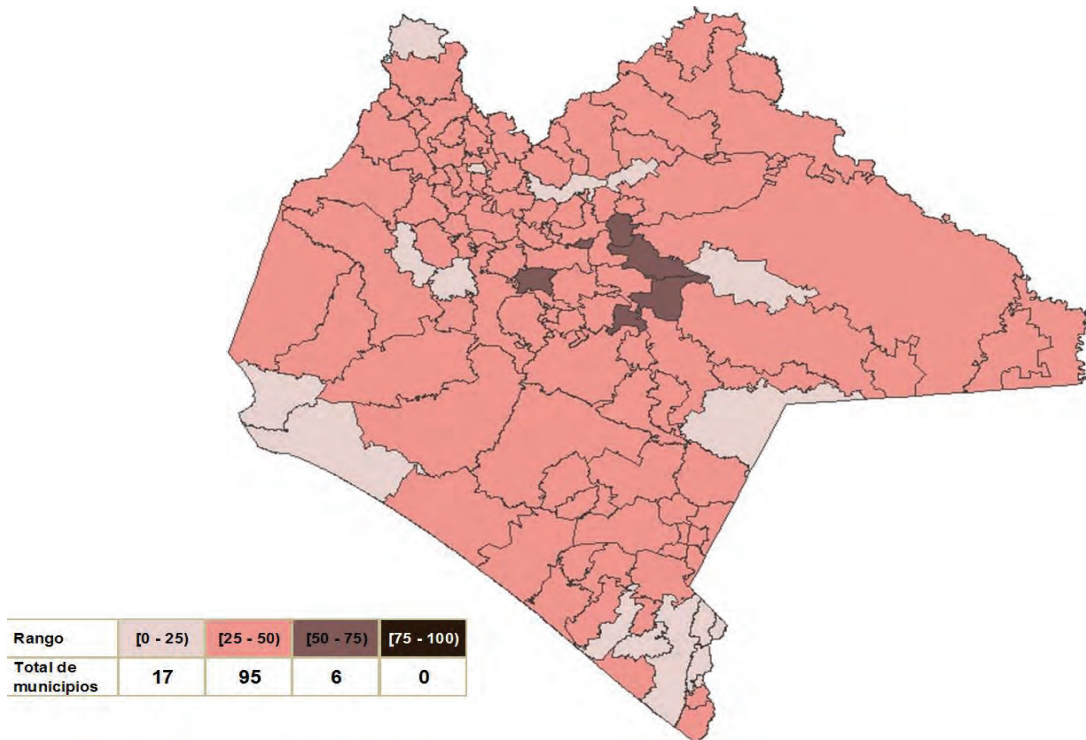 Rango [0 - 25) [25 - 50) [50 - 75) [75 - 100)
Total de municipios 17 95 6 0